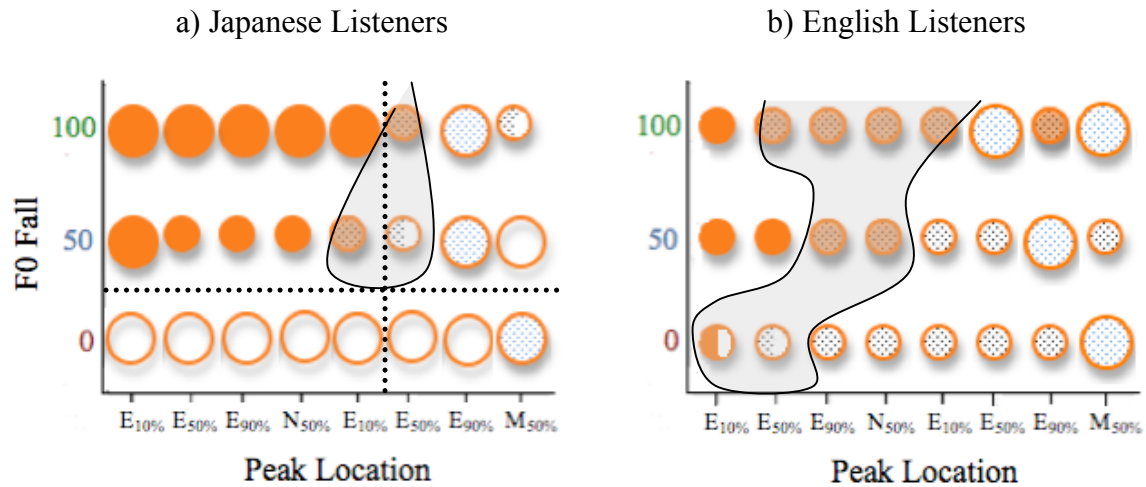 a) Japanese Listeners
100
50
0
F0 Fall
E10% E50% E90% N50% E10% E50% E90% M50%
Peak Location
b) English Listeners
100
50
0
E10% E50% E90% N50% E10% E50% E90% M50%
Peak Location